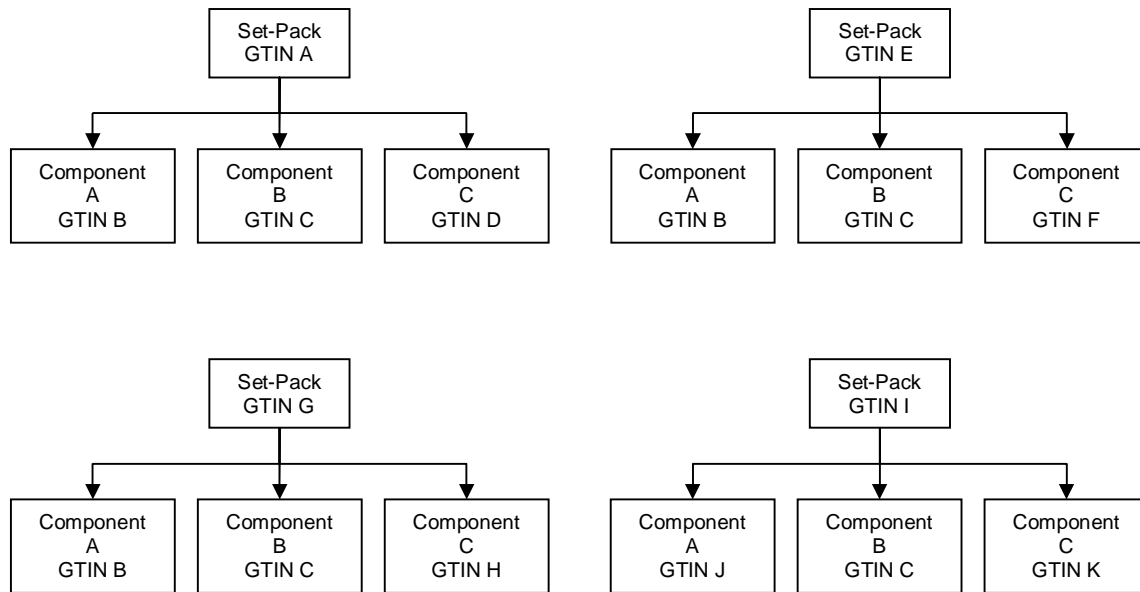 Set-Pack
GTIN A
Component
A
GTIN B
Component
B
GTIN C
Component
C
GTIN D
Set-Pack
GTIN E
Component
A
GTIN B
Component
B
GTIN C
Component
C
GTIN F
Set-Pack
GTIN G
Component
A
GTIN B
Component
B
GTIN C
Component
C
GTIN H
Set-Pack
GTIN I
Component
A
GTIN J
Component
B
GTIN C
Component
C
GTIN K